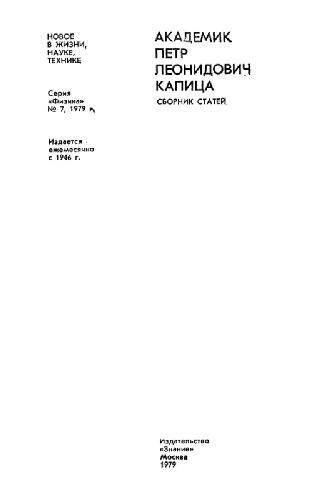 НОВОЕ
В ЖИЗНИ,
НАУКЕ,
ТЕХНИКЕ
Серия
«Физика»
№ 7, 1979 г.
Издается
ежемесячно
с 1946 г.
АКАДЕМИК
ПЕТР
ЛЕОНИДОВИЧ
КАПИЦА
СБОРНИК СТАТЕЙ
Издательство
«Знание»
Москва
1979